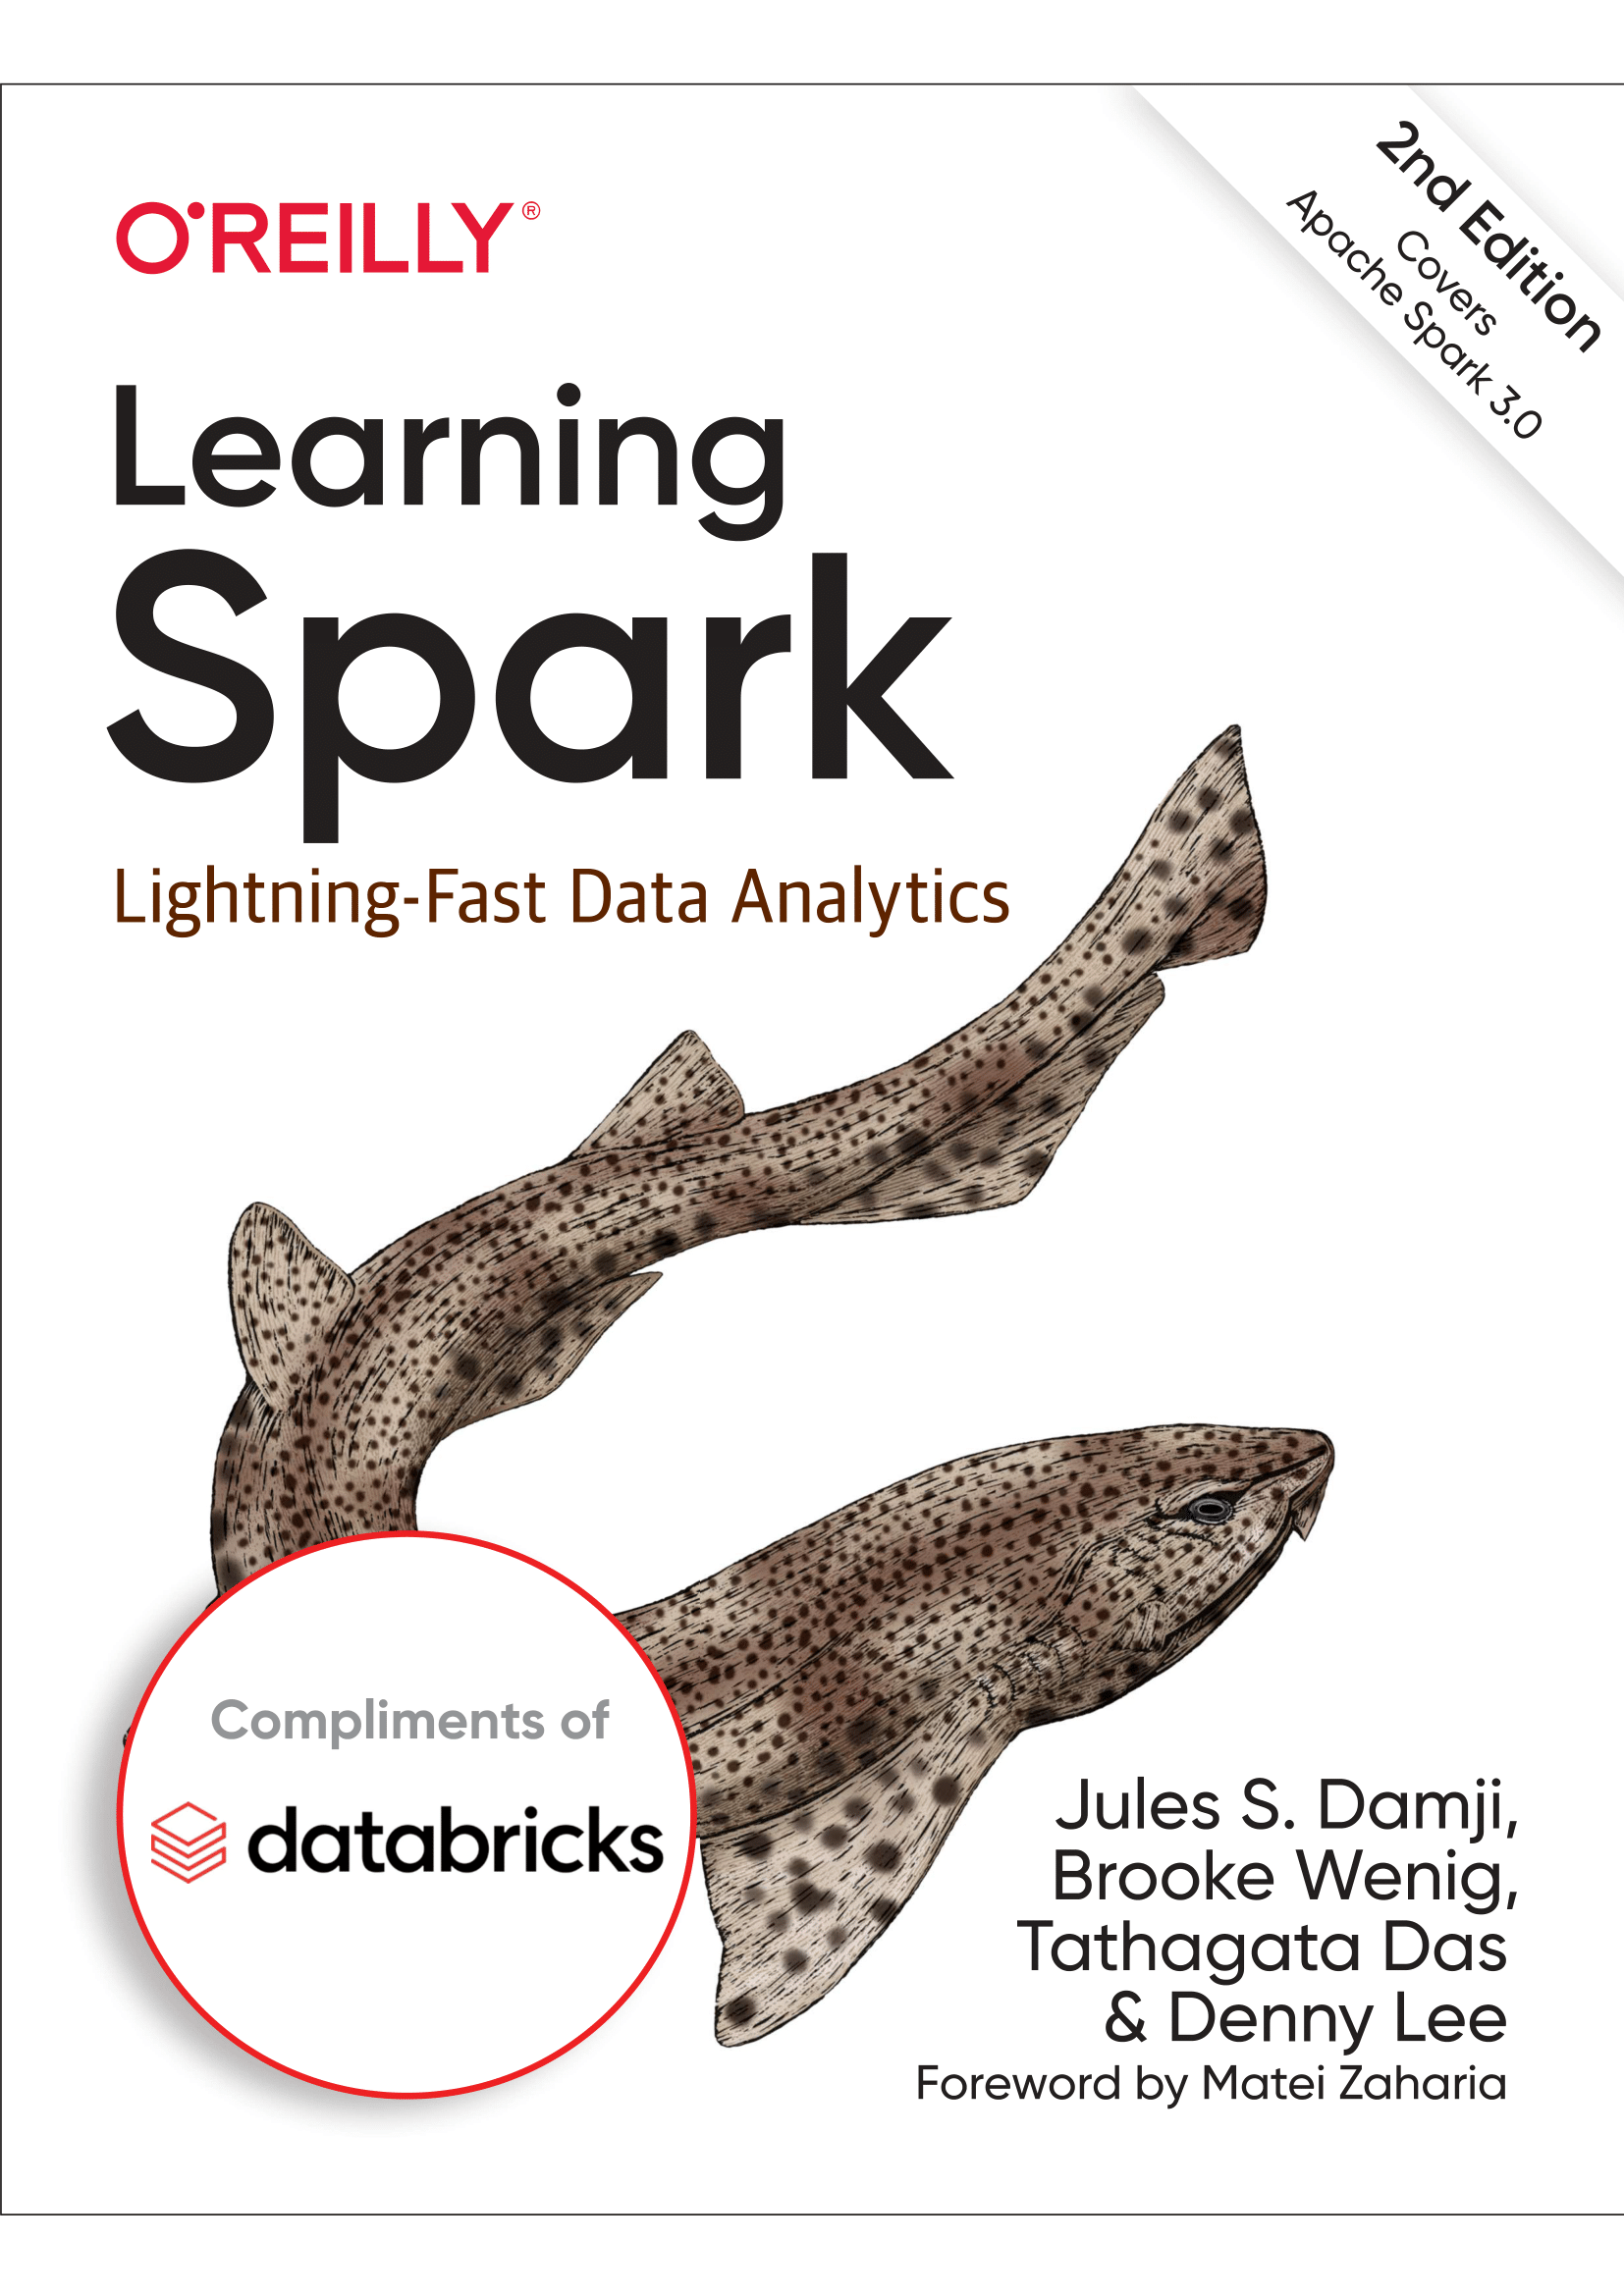 O'REILLY®
2nd Edition
Covers
Apache Spark 3.0
Learning
Spark
Lightning-Fast Data Analytics
Compliments of
databricks
Jules S. Damji,
Brooke Wenig,
Tathagata Das
& Denny Lee
Foreword by Matei Zaharia